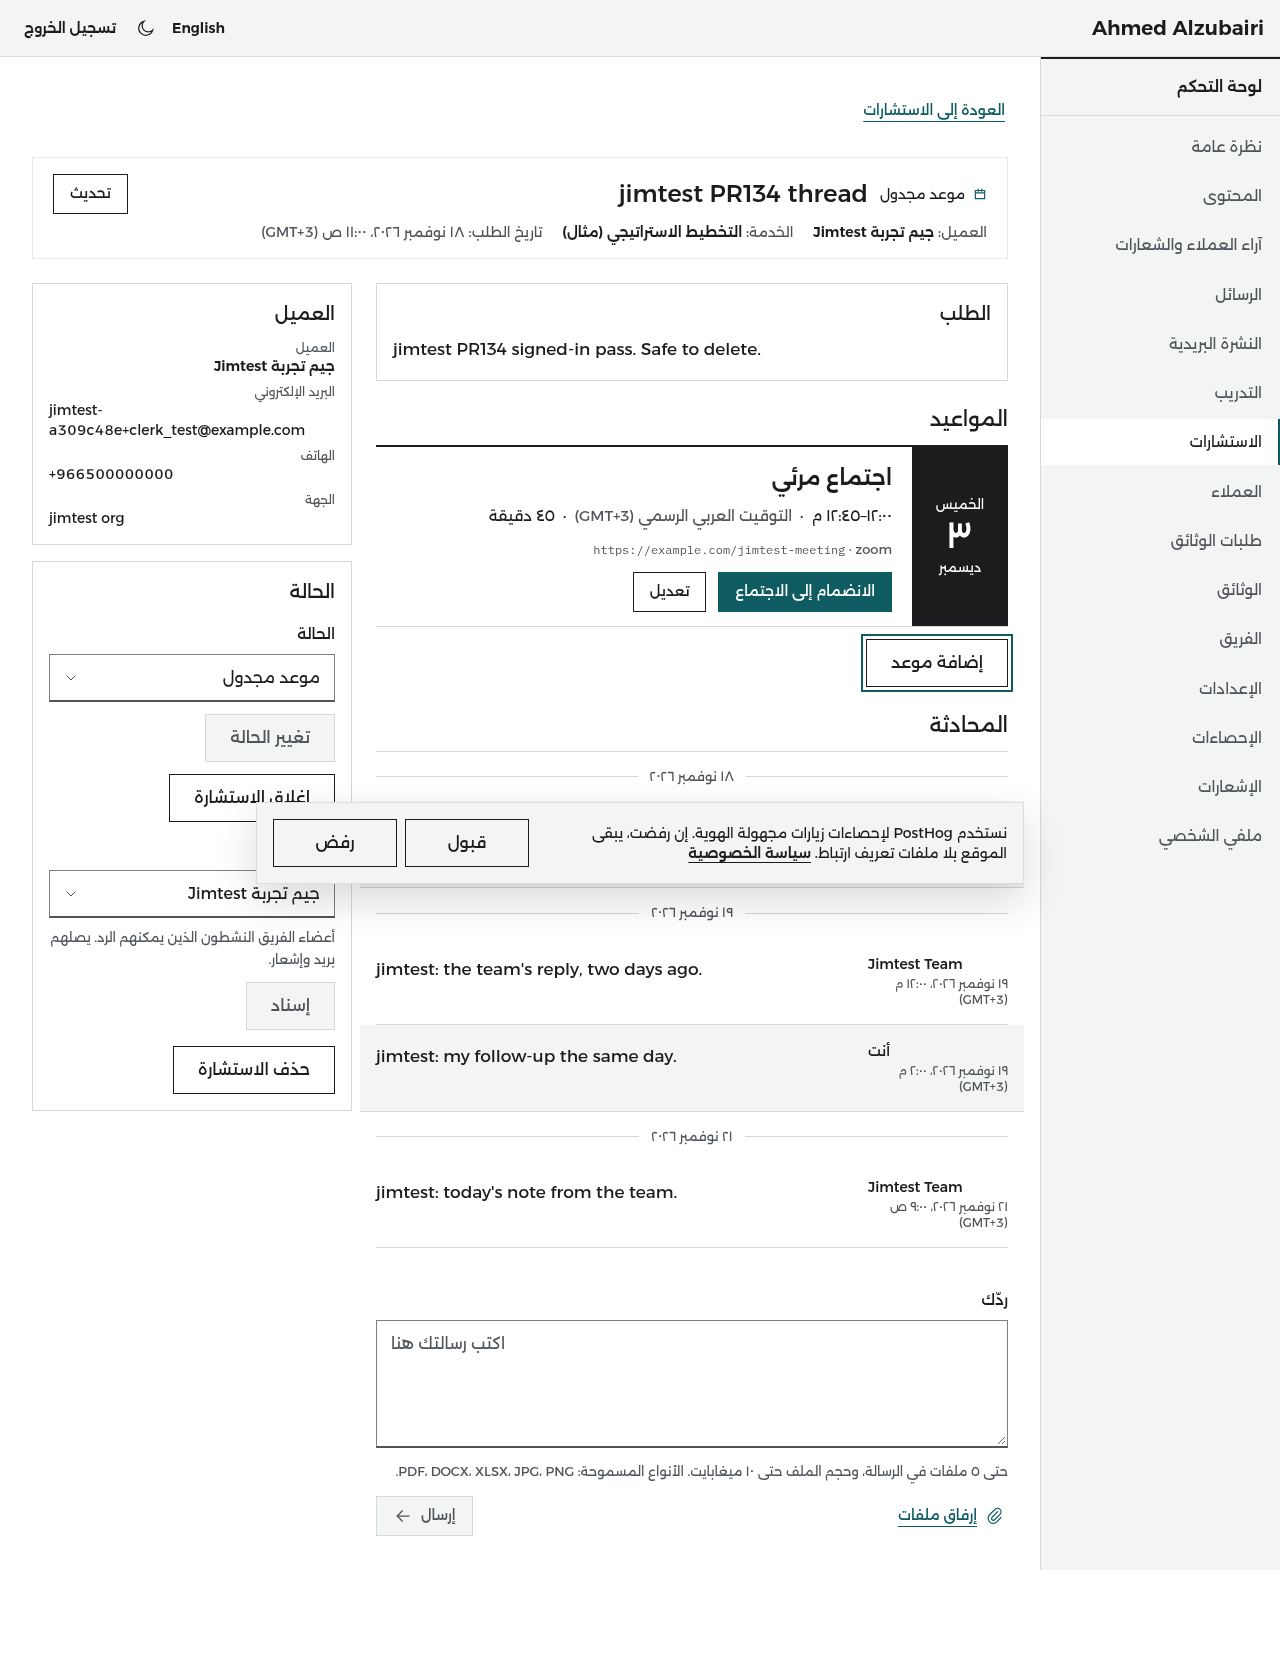 Ahmed Alzubairi
English
تسجيل الخروج
لوحة التحكم
نظرة عامة
المحتوى
آراء العملاء والشعارات
الرسائل
النشرة البريدية
التدريب
الاستشارات
العملاء
طلبات الوثائق
الوثائق
الفريق
الإعدادات
الإحصاءات
الإشعارات
ملفي الشخصي
العودة إلى الاستشارات
موعد مجدول jimtest PR134 thread
تحديث
العميل: جيم تجربة Jimtest الخدمة: التخطيط الاستراتيجي (مثال) تاريخ الطلب: ١٨ نوفمبر ٢٠٢٦، ١١:٠٠ ص (GMT+3)
الطلب
jimtest PR134 signed-in pass. Safe to delete.
المواعيد
الخميس
٣
ديسمبر
اجتماع مرئي
١٢:٠٠–١٢:٤٥ م · التوقيت العربي الرسمي (GMT+3) · ٤٥ دقيقة
zoom · https://example.com/jimtest-meeting
الانضمام إلى الاجتماع
تعديل
إضافة موعد
المحادثة
١٨ نوفمبر ٢٠٢٦
نستخدم PostHog لإحصاءات زيارات مجهولة الهوية. إن رفضت، يبقى
الموقع بلا ملفات تعريف ارتباط. سياسة الخصوصية
قبول
رفض
١٩ نوفمبر ٢٠٢٦
Jimtest Team
١٩ نوفمبر ٢٠٢٦، ١٢:٠٠ م
(GMT+3)
jimtest: the team's reply, two days ago.
أنت
١٩ نوفمبر ٢٠٢٦، ٢:٠٠ م
(GMT+3)
jimtest: my follow-up the same day.
٢١ نوفمبر ٢٠٢٦
Jimtest Team
٢١ نوفمبر ٢٠٢٦، ٩:٠٠ ص
(GMT+3)
jimtest: today's note from the team.
ردّك
اكتب رسالتك هنا
حتى ٥ ملفات في الرسالة، وحجم الملف حتى ١٠ ميغابايت. الأنواع المسموحة: PDF، DOCX، XLSX، JPG، PNG.
إرفاق ملفات
إرسال
العميل
العميل
جيم تجربة Jimtest
البريد الإلكتروني
jimtest-
a309c48e+clerk_test@example.com
الهاتف
+966500000000
الجهة
jimtest org
الحالة
الحالة
موعد مجدول
تغيير الحالة
إغلاق الاستشارة
جيم تجربة Jimtest
أعضاء الفريق النشطون الذين يمكنهم الرد. يصلهم
بريد وإشعار.
إسناد
حذف الاستشارة